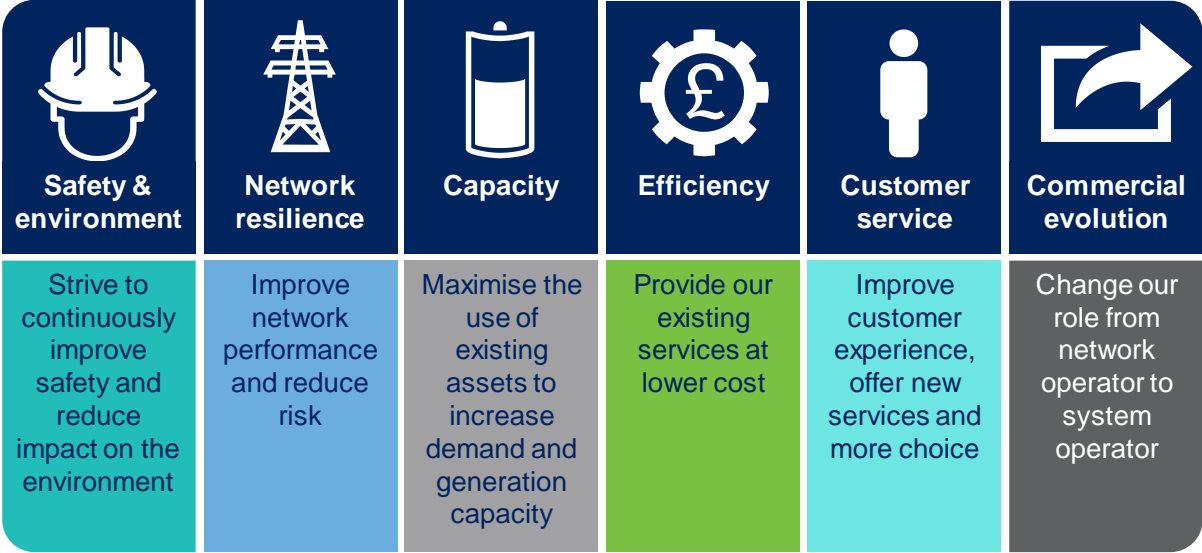 £
Safety &
environment
Network
resilience
Capacity
Efficiency
Customer
service
Commercial
evolution
Strive to
continuously
improve
safety and
reduce
impact on the
environment
Improve
network
performance
and reduce
risk
Maximise the
use of
existing
assets to
increase
demand and
generation
capacity
Provide our
existing
services at
lower cost
Improve
customer
experience,
offer new
services and
more choice
Change our
role from
network
operator to
system
operator